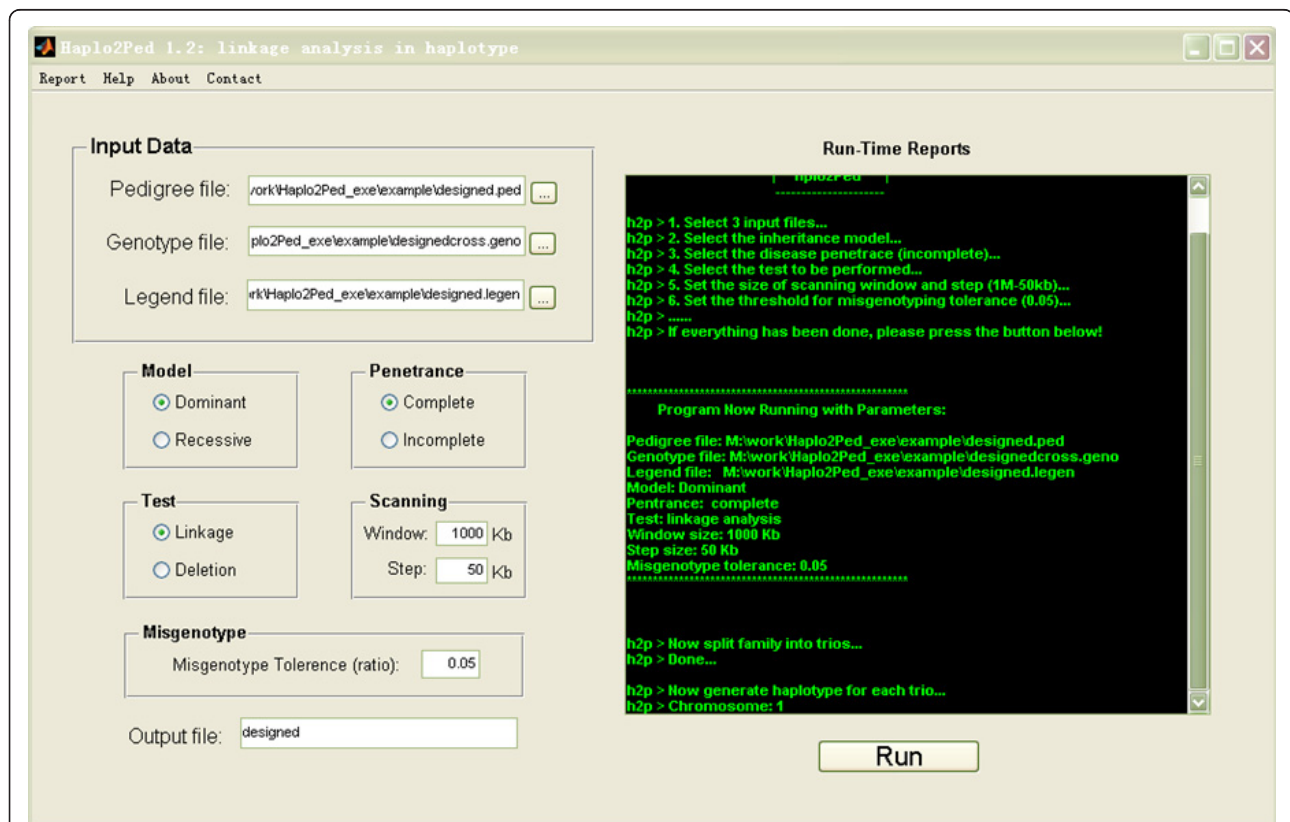 Haplo2Ped 1.2: linkage analysis in haplotype
Report Help About Contact
Input Data
Pedigree file: vork\Haplo2Ped_exe\example\designed.ped ...
Genotype file: plo2Ped_exe\example\designedcross.geno ...
Legend file: rk\Haplo2Ped_exe\example\designed.legen ...
Model
Dominant
Recessive
Penetrance
Complete
Incomplete
Test
Linkage
Deletion
Scanning
Window: 1000 Kb
Step: 50 Kb
Misgenotype
Misgenotype Tolerence (ratio): 0.05
Output file: designed
Run-Time Reports
----------------------
h2p > 1. Select 3 input files...
h2p > 2. Select the inheritance model...
h2p > 3. Select the disease penetrace (incomplete)...
h2p > 4. Select the test to be performed...
h2p > 5. Set the size of scanning window and step (1M-50kb)...
h2p > 6. Set the threshold for misgenotyping tolerance (0.05)...
h2p > ......
h2p > If everything has been done, please press the button below!
Program Now Running with Parameters:
Pedigree file: M:\work\Haplo2Ped_exe\example\designed.ped
Genotype file: M:\work\Haplo2Ped_exe\example\designedcross.geno
Legend file: M:\work\Haplo2Ped_exe\example\designed.legen
Model: Dominant
Pentrance: complete
Test: linkage analysis
Window size: 1000 Kb
Step size: 50 Kb
Misgenotype tolerance: 0.05
h2p > Now split family into trios...
h2p > Done...
h2p > Now generate haplotype for each trio...
h2p > Chromosome: 1
Run